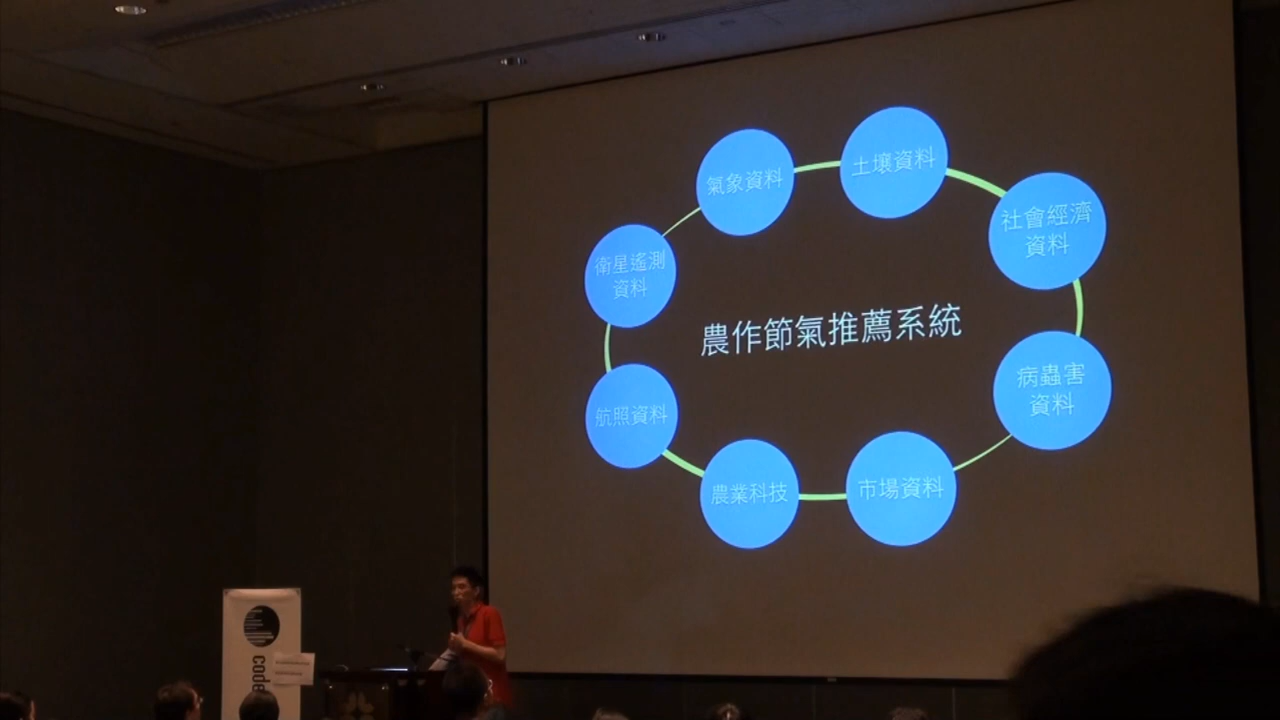 氣象資料
土壤資料
社會經濟
資料
衛星遙測
資料
農作節氣推薦系統
病蟲害
資料
航照資料
農業科技
市場資料
code